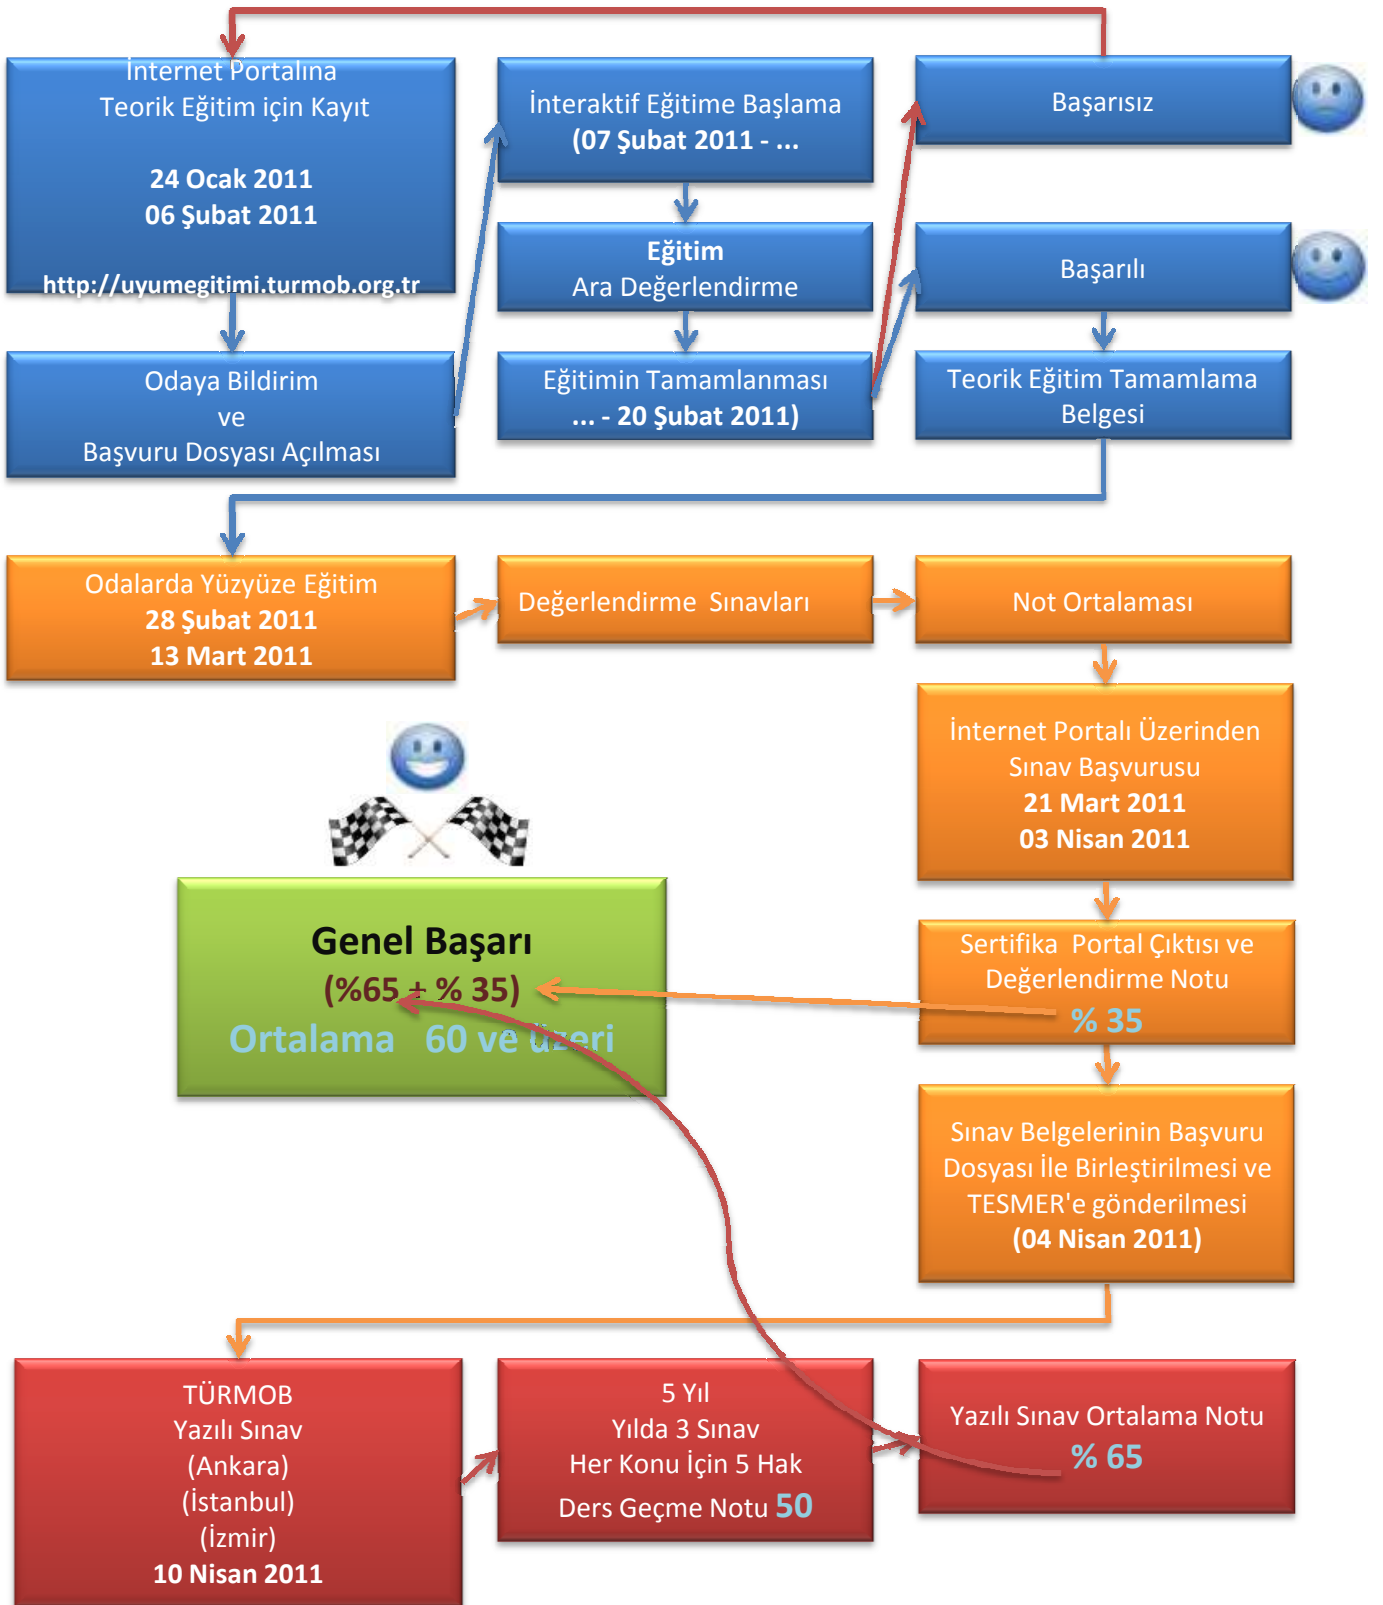 İnternet Portalına
Teorik Eğitim için Kayıt
24 Ocak 2011
06 Şubat 2011
http://uyumegitimi.turmob.org.tr
Odaya Bildirim
ve
Başvuru Dosyası Açılması
İnteraktif Eğitime Başlama
(07 Şubat 2011 - ...
Eğitim
Ara Değerlendirme
Eğitimin Tamamlanması
... - 20 Şubat 2011)
Başarısız
Başarılı
Teorik Eğitim Tamamlama
Belgesi
Odalarda Yüzyüze Eğitim
28 Şubat 2011
13 Mart 2011
Değerlendirme Sınavları
Not Ortalaması
İnternet Portalı Üzerinden
Sınav Başvurusu
21 Mart 2011
03 Nisan 2011
Sertifika Portal Çıktısı ve
Değerlendirme Notu
% 35
Genel Başarı
(%65 + % 35)
Ortalama 60 ve üzeri
Sınav Belgelerinin Başvuru
Dosyası İle Birleştirilmesi ve
TESMER'e gönderilmesi
(04 Nisan 2011)
TÜRMOB
Yazılı Sınav
(Ankara)
(İstanbul)
(İzmir)
10 Nisan 2011
5 Yıl
Yılda 3 Sınav
Her Konu İçin 5 Hak
Ders Geçme Notu 50
Yazılı Sınav Ortalama Notu
% 65